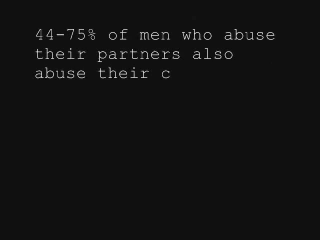 44-75% of men who abuse
their partners also
abuse their c